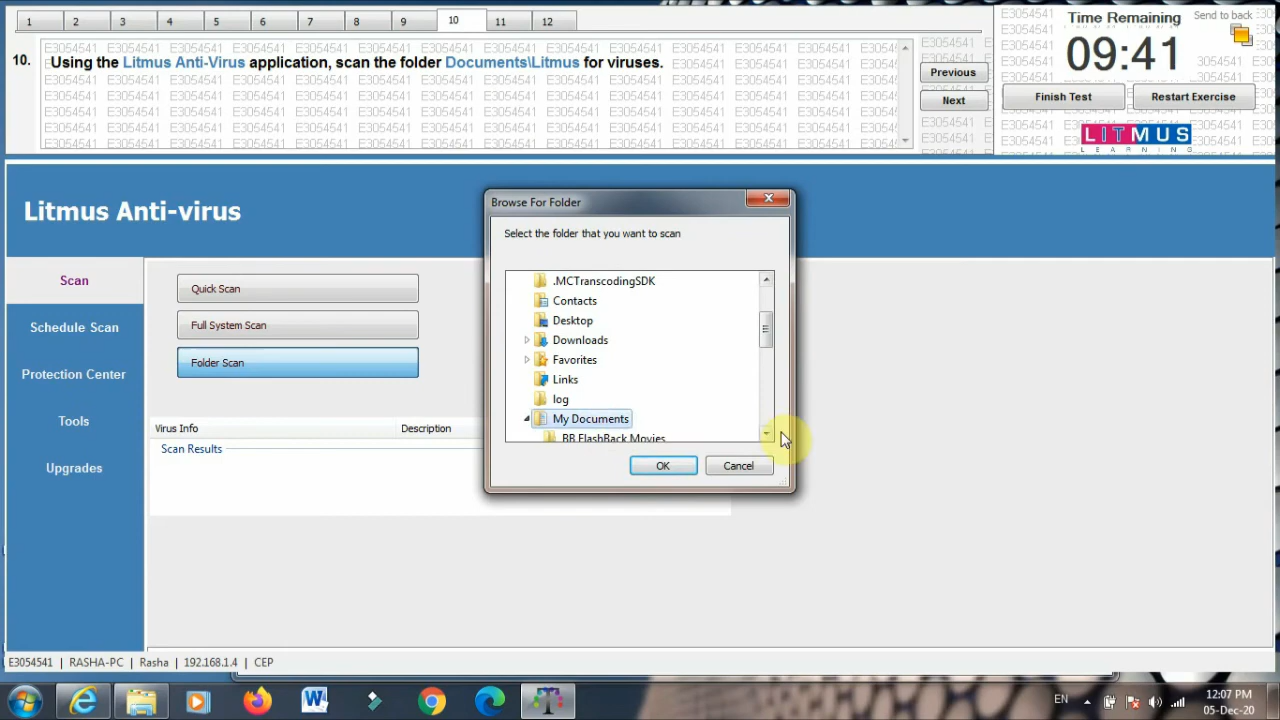 1 2 3 4 5 6 7 8 9 10 11 12
10. Using the Litmus Anti-Virus application, scan the folder Documents\Litmus for viruses.
E3054541
Previous
Next
Time Remaining
Send to back
09:41
Finish Test
Restart Exercise
LITMUS
LEARNING
Litmus Anti-virus
Scan
Schedule Scan
Protection Center
Tools
Upgrades
Quick Scan
Full System Scan
Folder Scan
Virus Info
Description
Scan Results
Browse For Folder
Select the folder that you want to scan
.MCTranscodingSDK
Contacts
Desktop
Downloads
Favorites
Links
log
My Documents
BB FlashBack Movies
OK
Cancel
E3054541 | RASHA-PC | Rasha | 192.168.1.4 | CEP
EN
12:07 PM
05-Dec-20